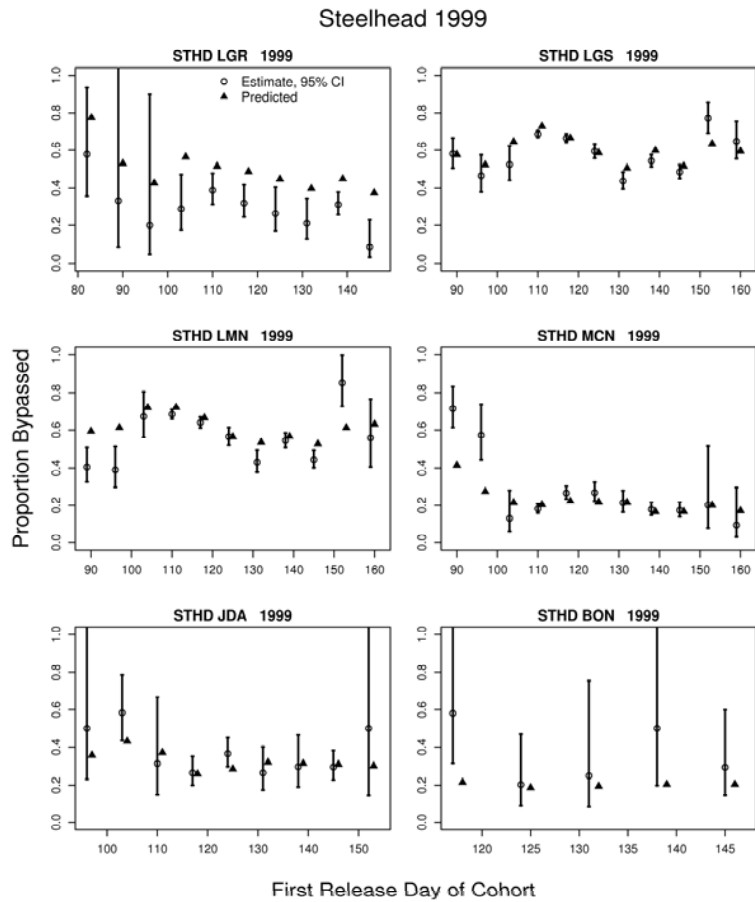 Steelhead 1999
STHD LGR 1999
Estimate, 95% CI
Predicted
0.0 0.2 0.4 0.6 0.8 1.0
80 90 100 110 120 130 140
STHD LGS 1999
0.0 0.2 0.4 0.6 0.8 1.0
90 100 110 120 130 140 150 160
Proportion Bypassed
STHD LMN 1999
0.0 0.2 0.4 0.6 0.8 1.0
90 100 110 120 130 140 150 160
STHD MCN 1999
0.0 0.2 0.4 0.6 0.8 1.0
90 100 110 120 130 140 150 160
STHD JDA 1999
0.0 0.2 0.4 0.6 0.8 1.0
100 110 120 130 140 150
STHD BON 1999
0.0 0.2 0.4 0.6 0.8 1.0
120 125 130 135 140 145
First Release Day of Cohort